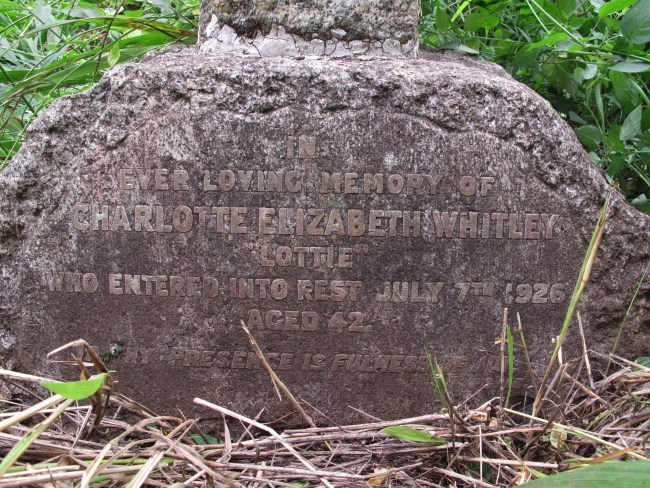 IN
EVER LOVING MEMORY OF
CHARLOTTE ELIZABETH WHITLEY
"LOTTIE"
WHO ENTERED INTO REST JULY 7TH 1926
AGED 42.
PRESENCE IS FULNESS OF